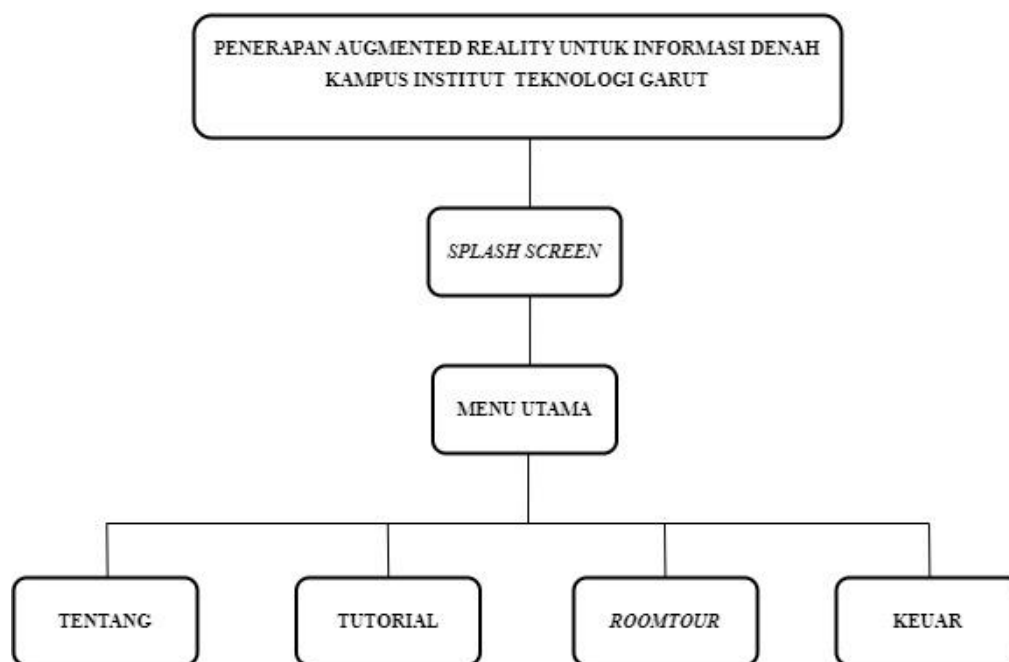 PENERAPAN AUGMENTED REALITY UNTUK INFORMASI DENAH
KAMPUS INSTITUT TEKNOLOGI GARUT
SPLASH SCREEN
MENU UTAMA
TENTANG
TUTORIAL
ROOMTOUR
KEUAR